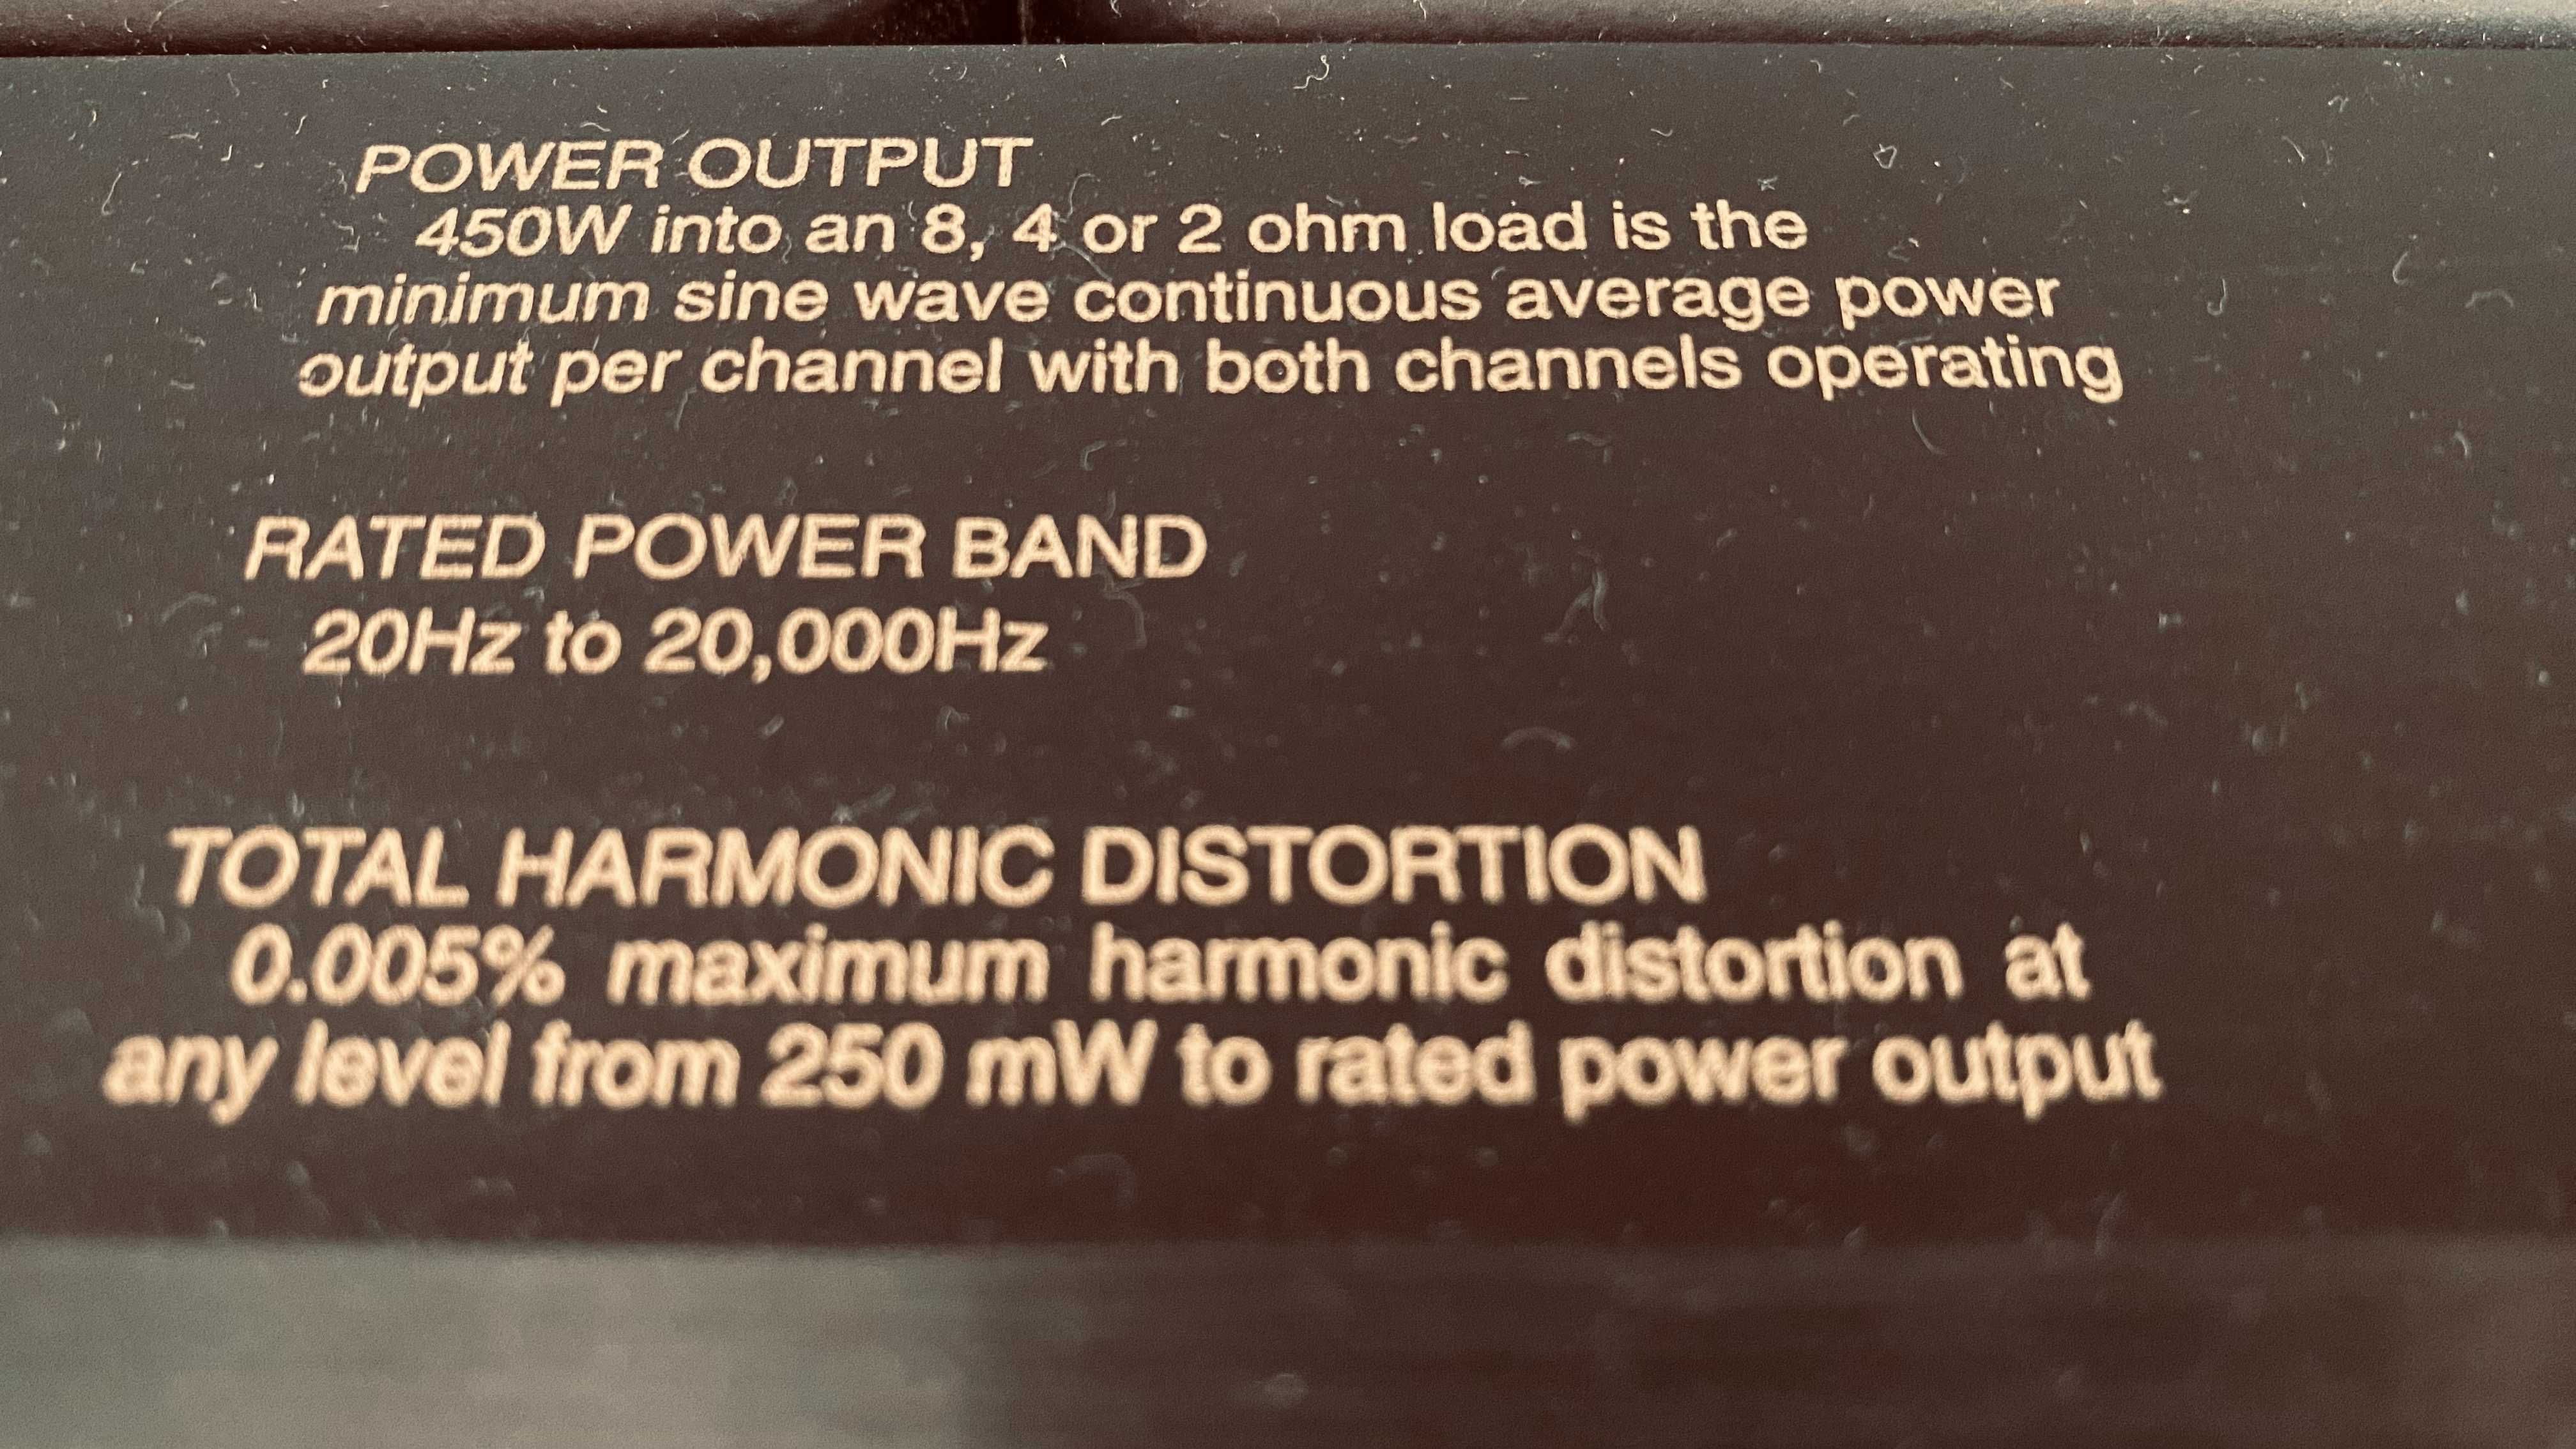 POWER OUTPUT
450W into an 8, 4 or 2 ohm load is the
minimum sine wave continuous average power
output per channel with both channels operating
RATED POWER BAND
20Hz to 20,000Hz
TOTAL HARMONIC DISTORTION
0.005% maximum harmonic distortion at
any level from 250 mW to rated power output